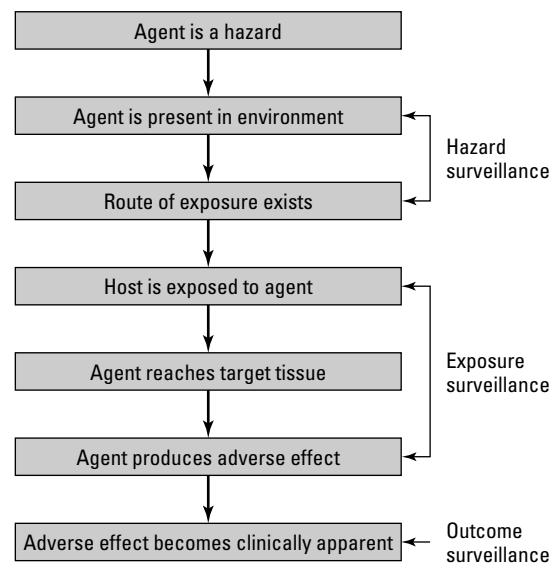 Agent is a hazard
Agent is present in environment
Hazard
surveillance
Route of exposure exists
Host is exposed to agent
Agent reaches target tissue
Exposure
surveillance
Agent produces adverse effect
Adverse effect becomes clinically apparent
Outcome
surveillance